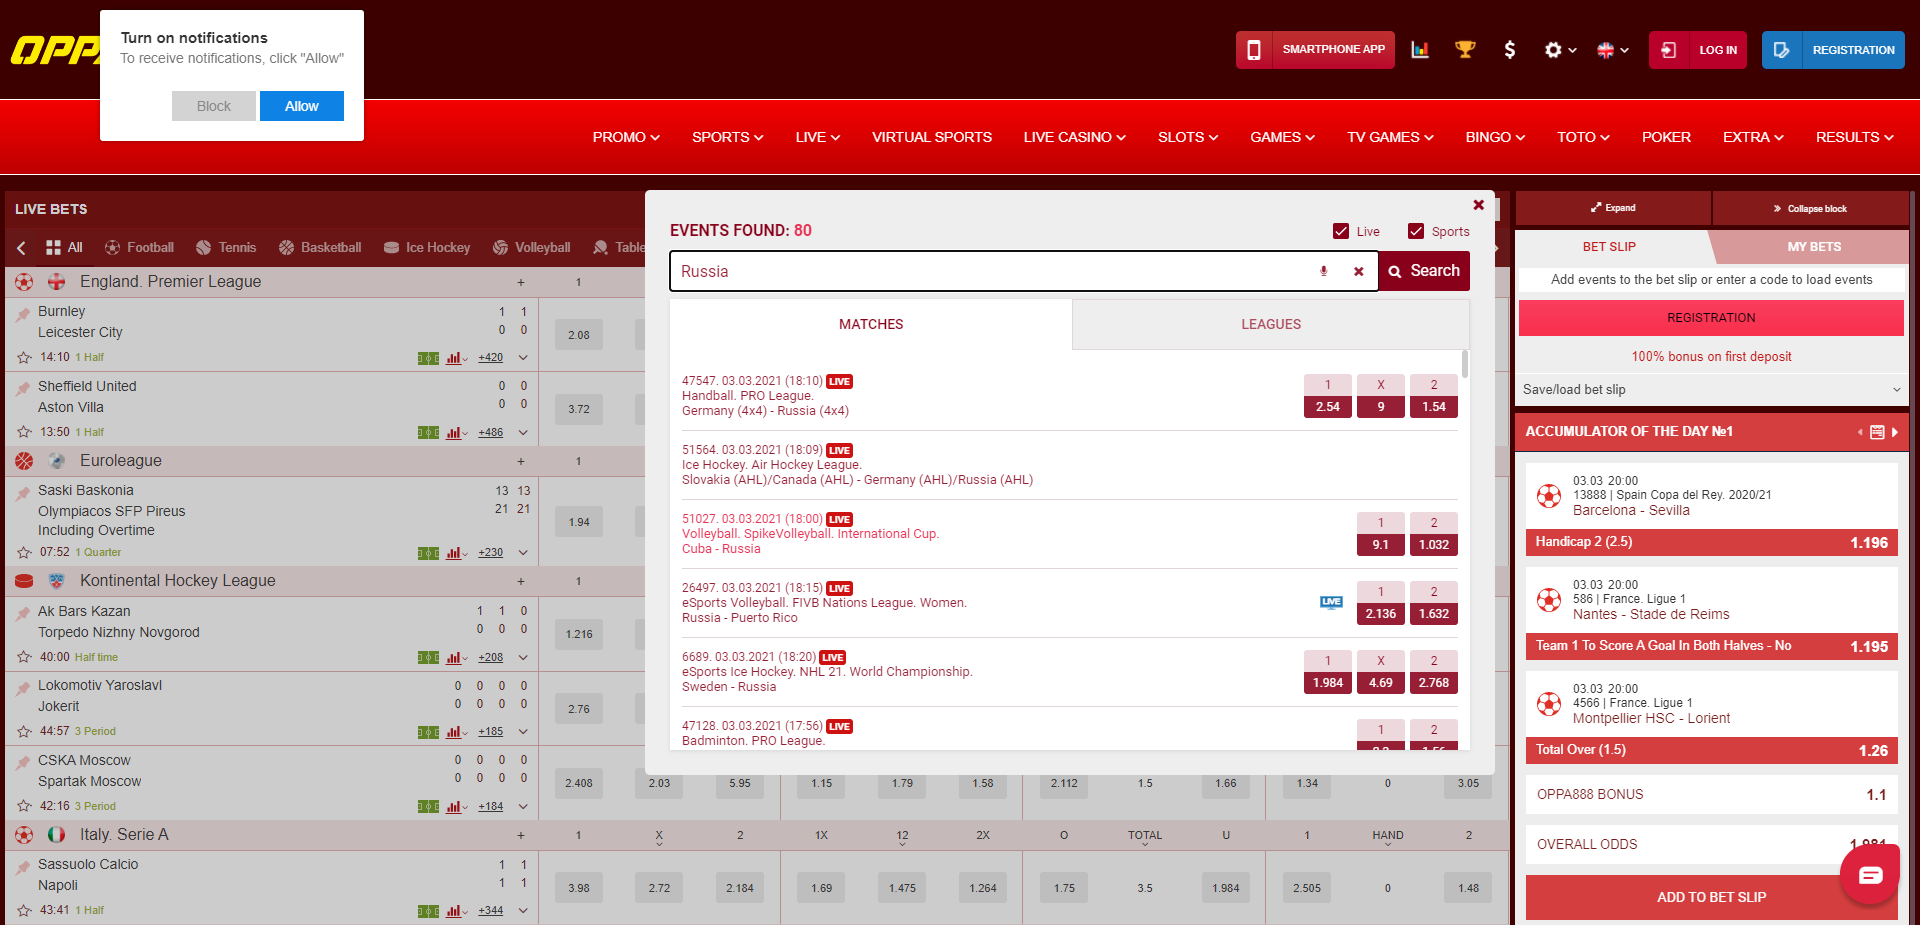 Turn on notifications
To receive notifications, click "Allow"
Block
Allow
SMARTPHONE APP
LOG IN
REGISTRATION
PROMO
SPORTS
LIVE
VIRTUAL SPORTS
LIVE CASINO
SLOTS
GAMES
TV GAMES
BINGO
TOTO
POKER
EXTRA
RESULTS
LIVE BETS
All
Football
Tennis
Basketball
Ice Hockey
Volleyball
England. Premier League + 1
Burnley 1 1
Leicester City 0 0
2.08
14:10 1 Half +420
Sheffield United 0 0
Aston Villa 0 0
3.72
13:50 1 Half +486
Euroleague + 1
Saski Baskonia 13 13
Olympiacos SFP Pireus 21 21
Including Overtime
1.94
07:52 1 Quarter +230
Kontinental Hockey League + 1
Ak Bars Kazan 1 1 0
Torpedo Nizhny Novgorod 0 0 0
1.216
40:00 Half time +208
Lokomotiv Yaroslavl 0 0 0 0
Jokerit 0 0 0 0
2.76
44:57 3 Period +185
CSKA Moscow 0 0 0 0
Spartak Moscow 0 0 0 0
2.408 2.03 5.95 1.15 1.79 1.58 2.112 1.5 1.66 1.34 0 3.05
42:16 3 Period +184
Italy. Serie A + 1 X 2 1X 12 2X O TOTAL U 1 HAND 2
Sassuolo Calcio 1 1
Napoli 1 1
3.98 2.72 2.184 1.69 1.475 1.264 1.75 3.5 1.984 2.505 0 1.48
43:41 1 Half +344
EVENTS FOUND: 80
Live
Sports
Russia
Search
MATCHES
LEAGUES
47547. 03.03.2021 (18:10) LIVE
Handball. PRO League.
Germany (4x4) - Russia (4x4)
1 X 2
2.54 9 1.54
51564. 03.03.2021 (18:09) LIVE
Ice Hockey. Air Hockey League.
Slovakia (AHL)/Canada (AHL) - Germany (AHL)/Russia (AHL)
51027. 03.03.2021 (18:00) LIVE
Volleyball. SpikeVolleyball. International Cup.
Cuba - Russia
1 2
9.1 1.032
26497. 03.03.2021 (18:15) LIVE
eSports Volleyball. FIVB Nations League. Women.
Russia - Puerto Rico
LIVE
1 2
2.136 1.632
6689. 03.03.2021 (18:20) LIVE
eSports Ice Hockey. NHL 21. World Championship.
Sweden - Russia
1 X 2
1.984 4.69 2.768
47128. 03.03.2021 (17:56) LIVE
Badminton. PRO League.
1 2
Expand
Collapse block
BET SLIP
MY BETS
Add events to the bet slip or enter a code to load events
REGISTRATION
100% bonus on first deposit
Save/load bet slip
ACCUMULATOR OF THE DAY №1
03.03 20:00
13888 | Spain Copa del Rey. 2020/21
Barcelona - Sevilla
Handicap 2 (2.5) 1.196
03.03 20:00
586 | France. Ligue 1
Nantes - Stade de Reims
Team 1 To Score A Goal In Both Halves - No 1.195
03.03 20:00
4566 | France. Ligue 1
Montpellier HSC - Lorient
Total Over (1.5) 1.26
OPPA888 BONUS 1.1
OVERALL ODDS
ADD TO BET SLIP